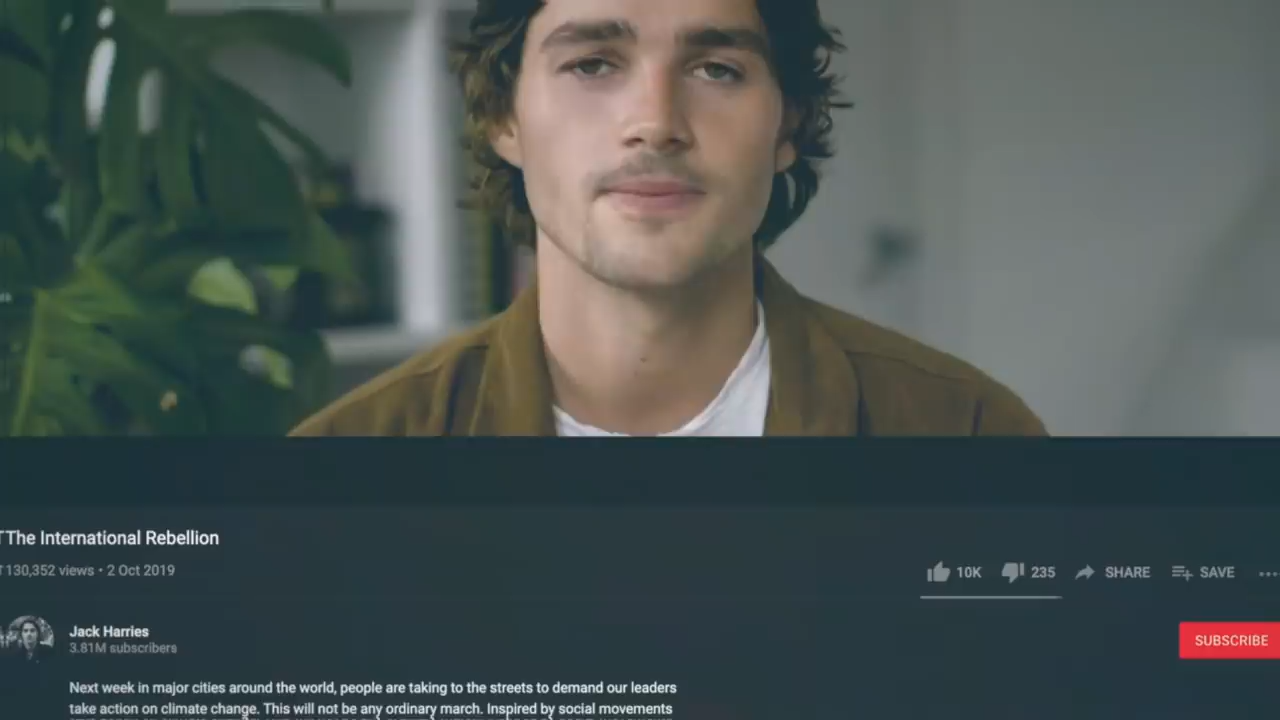 The International Rebellion
130,352 views • 2 Oct 2019
10K 235 SHARE SAVE
Jack Harries
3.81M subscribers
SUBSCRIBE
Next week in major cities around the world, people are taking to the streets to demand our leaders
take action on climate change. This will not be any ordinary march. Inspired by social movements